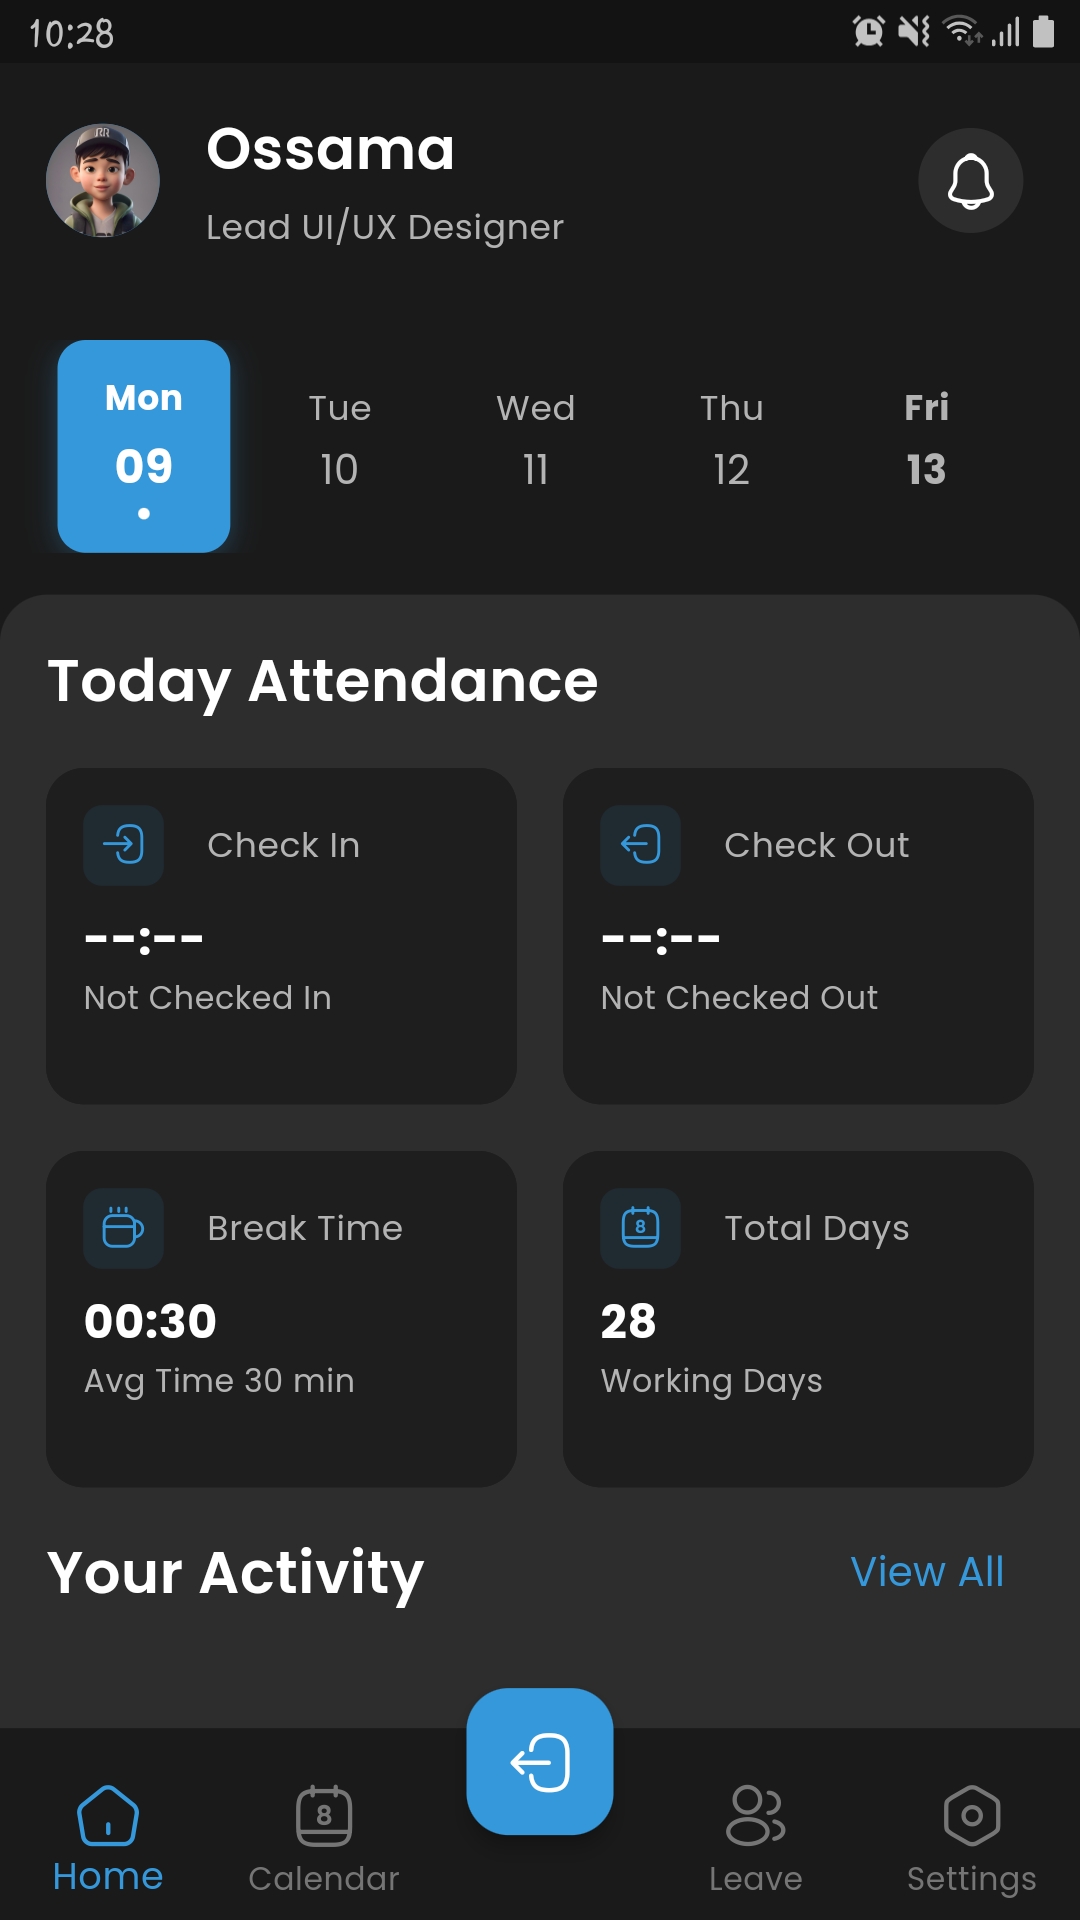 10:28
Ossama
Lead UI/UX Designer
Mon Tue Wed Thu Fri
09 10 11 12 13
Today Attendance
Check In
--:--
Not Checked In
Check Out
--:--
Not Checked Out
Break Time
00:30
Avg Time 30 min
Total Days
28
Working Days
Your Activity
View All
Home
Calendar
Leave
Settings